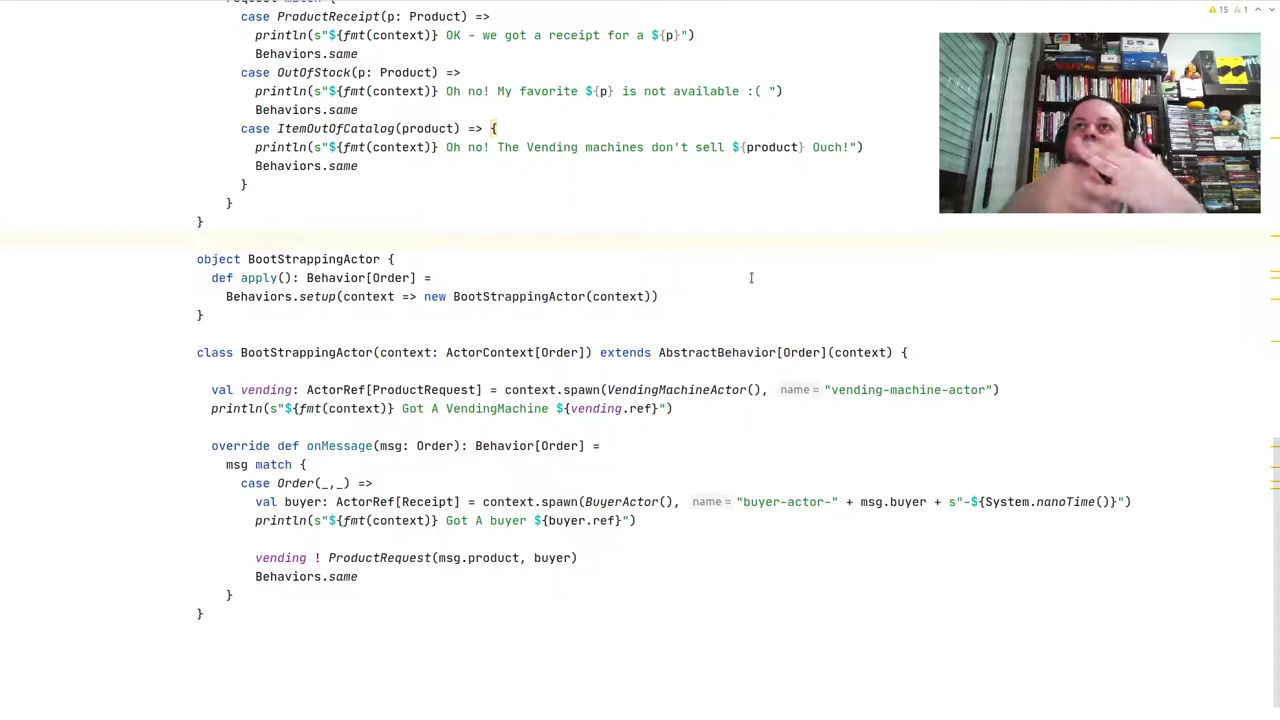 case ProductReceipt(p: Product) =>
println(s"${fmt(context)} OK - we got a receipt for a ${p}")
Behaviors.same
case OutOfStock(p: Product) =>
println(s"${fmt(context)} Oh no! My favorite ${p} is not available :( ")
Behaviors.same
case ItemOutOfCatalog(product) => {
println(s"${fmt(context)} Oh no! The Vending machines don't sell ${product} Ouch!")
Behaviors.same
}
}
}
object BootStrappingActor {
def apply(): Behavior[Order] =
Behaviors.setup(context => new BootStrappingActor(context))
}
class BootStrappingActor(context: ActorContext[Order]) extends AbstractBehavior[Order](context) {
val vending: ActorRef[ProductRequest] = context.spawn(VendingMachineActor(), name = "vending-machine-actor")
println(s"${fmt(context)} Got A VendingMachine ${vending.ref}")
override def onMessage(msg: Order): Behavior[Order] =
msg match {
case Order(_,_) =>
val buyer: ActorRef[Receipt] = context.spawn(BuyerActor(), name = "buyer-actor-" + msg.buyer + s"-${System.nanoTime()}")
println(s"${fmt(context)} Got A buyer ${buyer.ref}")
vending ! ProductRequest(msg.product, buyer)
Behaviors.same
}
}
15 1